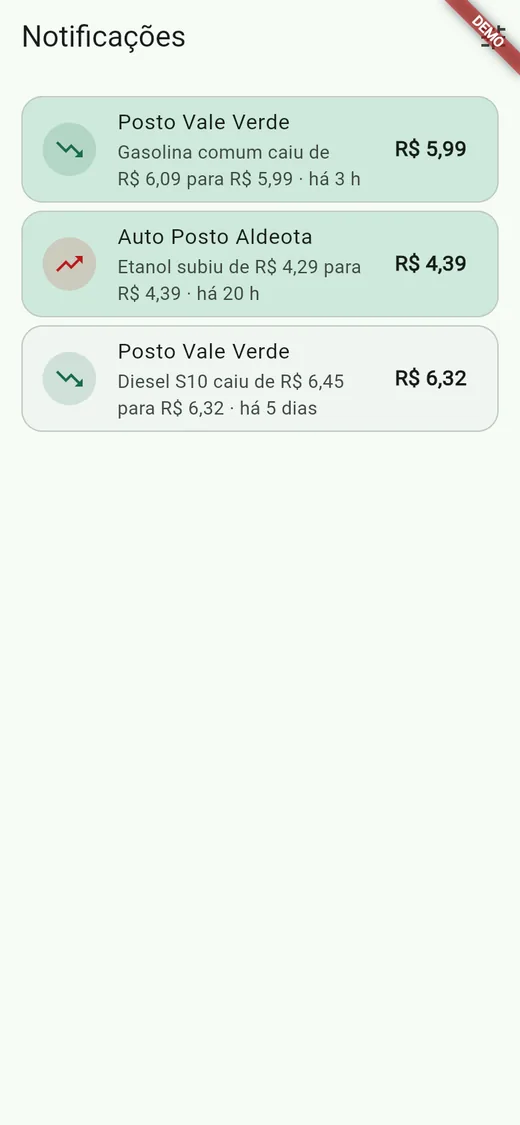 Notificações
DEMO
Posto Vale Verde
Gasolina comum caiu de
R$ 6,09 para R$ 5,99 · há 3 h
R$ 5,99
Auto Posto Aldeota
Etanol subiu de R$ 4,29 para
R$ 4,39 · há 20 h
R$ 4,39
Posto Vale Verde
Diesel S10 caiu de R$ 6,45
para R$ 6,32 · há 5 dias
R$ 6,32